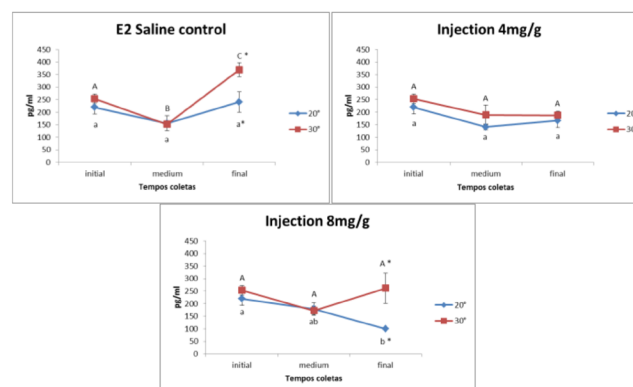 E2 Saline control
450
400
350
300
250
200
150
100
50
0
pg/ml
A
B
C *
a
a
a*
20°
30°
initial medium final
Tempos coletas
Injection 4mg/g
450
400
350
300
250
200
150
100
50
0
pg/ml
A
A
A
a
a
a
20°
30°
initial medium final
Tempos coletas
Injection 8mg/g
450
400
350
300
250
200
150
100
50
0
pg/ml
A
A
A *
a
ab
b *
20°
30°
initial medium final
Tempos coletas